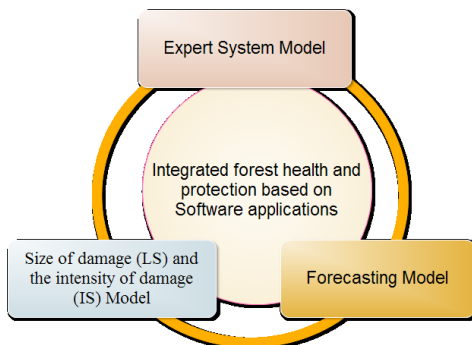 Expert System Model
Integrated forest health and
protection based on
Software applications
Size of damage (LS) and
the intensity of damage
(IS) Model
Forecasting Model